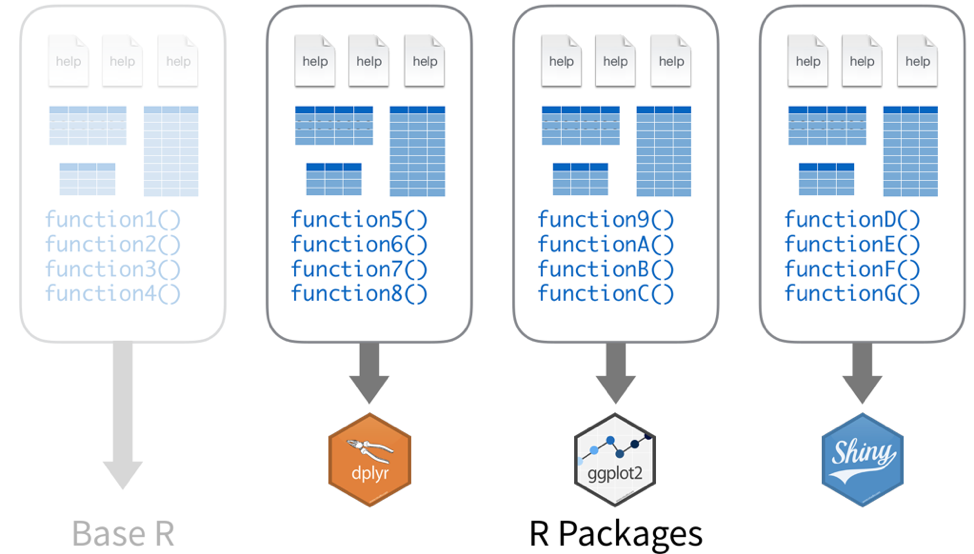 help help help
function1()
function2()
function3()
function4()
Base R
help help help
function5()
function6()
function7()
function8()
dplyr
help help help
function9()
functionA()
functionB()
functionC()
ggplot2
help help help
functionD()
functionE()
functionF()
functionG()
Shiny
R Packages